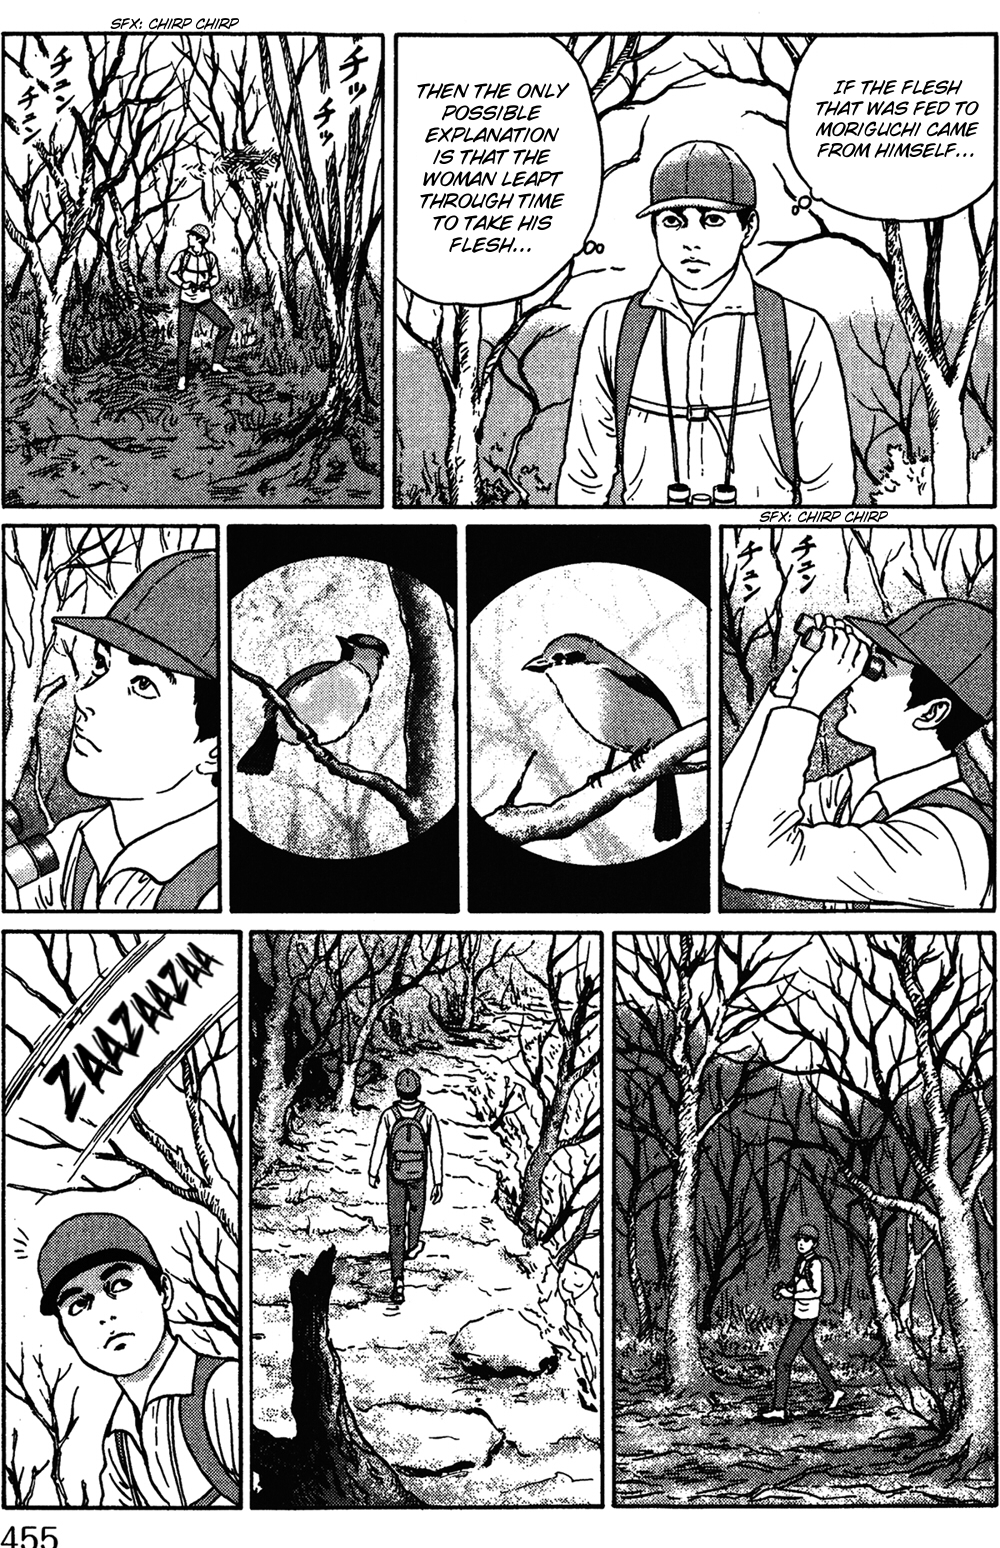 IF THE FLESH
THAT WAS FED TO
MORIGUCHI CAME
FROM HIMSELF...
THEN THE ONLY
POSSIBLE
EXPLANATION
IS THAT THE
WOMAN LEAPT
THROUGH TIME
TO TAKE HIS
FLESH...
SFX: CHIRP CHIRP
チッ
チッ
チュン
チュン
SFX: CHIRP CHIRP
チュン
チュン
ZAAZAAZAA
455